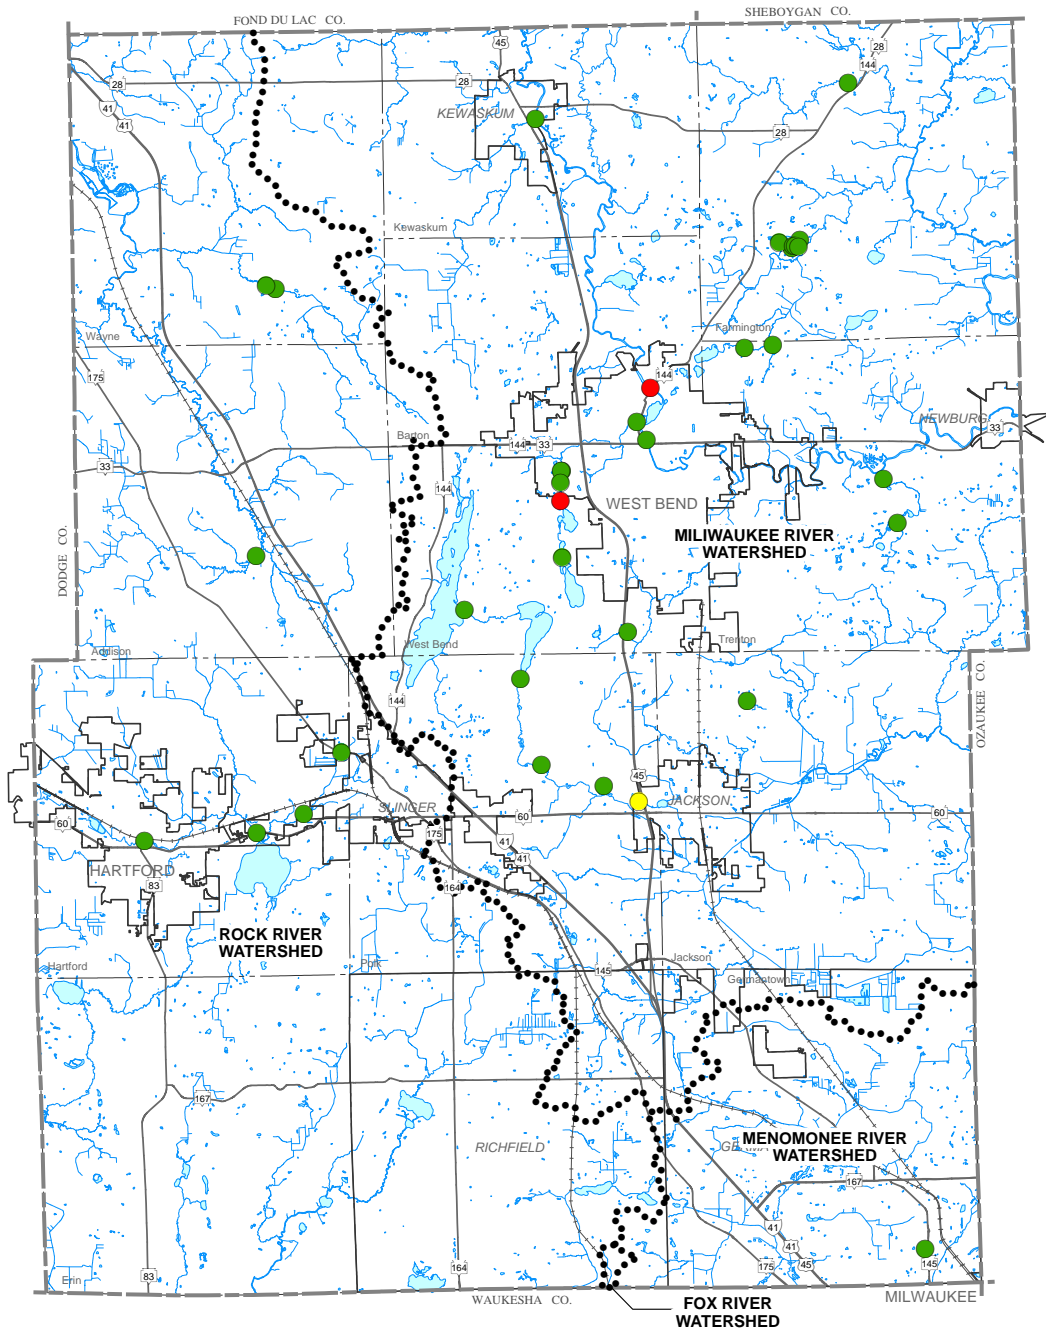 FOND DU LAC CO.
SHEBOYGAN CO.
45
28
144
28
28
41
41
KEWASKUM
28
Kewaskum
Wayne
Farmington
175
144
NEWBURG
33
Barton
144
33
33
144
WEST BEND
MILIWAUKEE RIVER
WATERSHED
DODGE CO.
West Bend
Trenton
Addison
OZAUKEE CO.
144
45
JACKSON
SLINGER
60
60
60
175
41
41
HARTFORD
83
164
ROCK RIVER
WATERSHED
Hartford
Polk
145
Jackson
Germantown
167
RICHFIELD
MENOMONEE RIVER
WATERSHED
167
41
41
45
175
145
Erin
83
164
WAUKESHA CO.
MILWAUKEE
FOX RIVER
WATERSHED